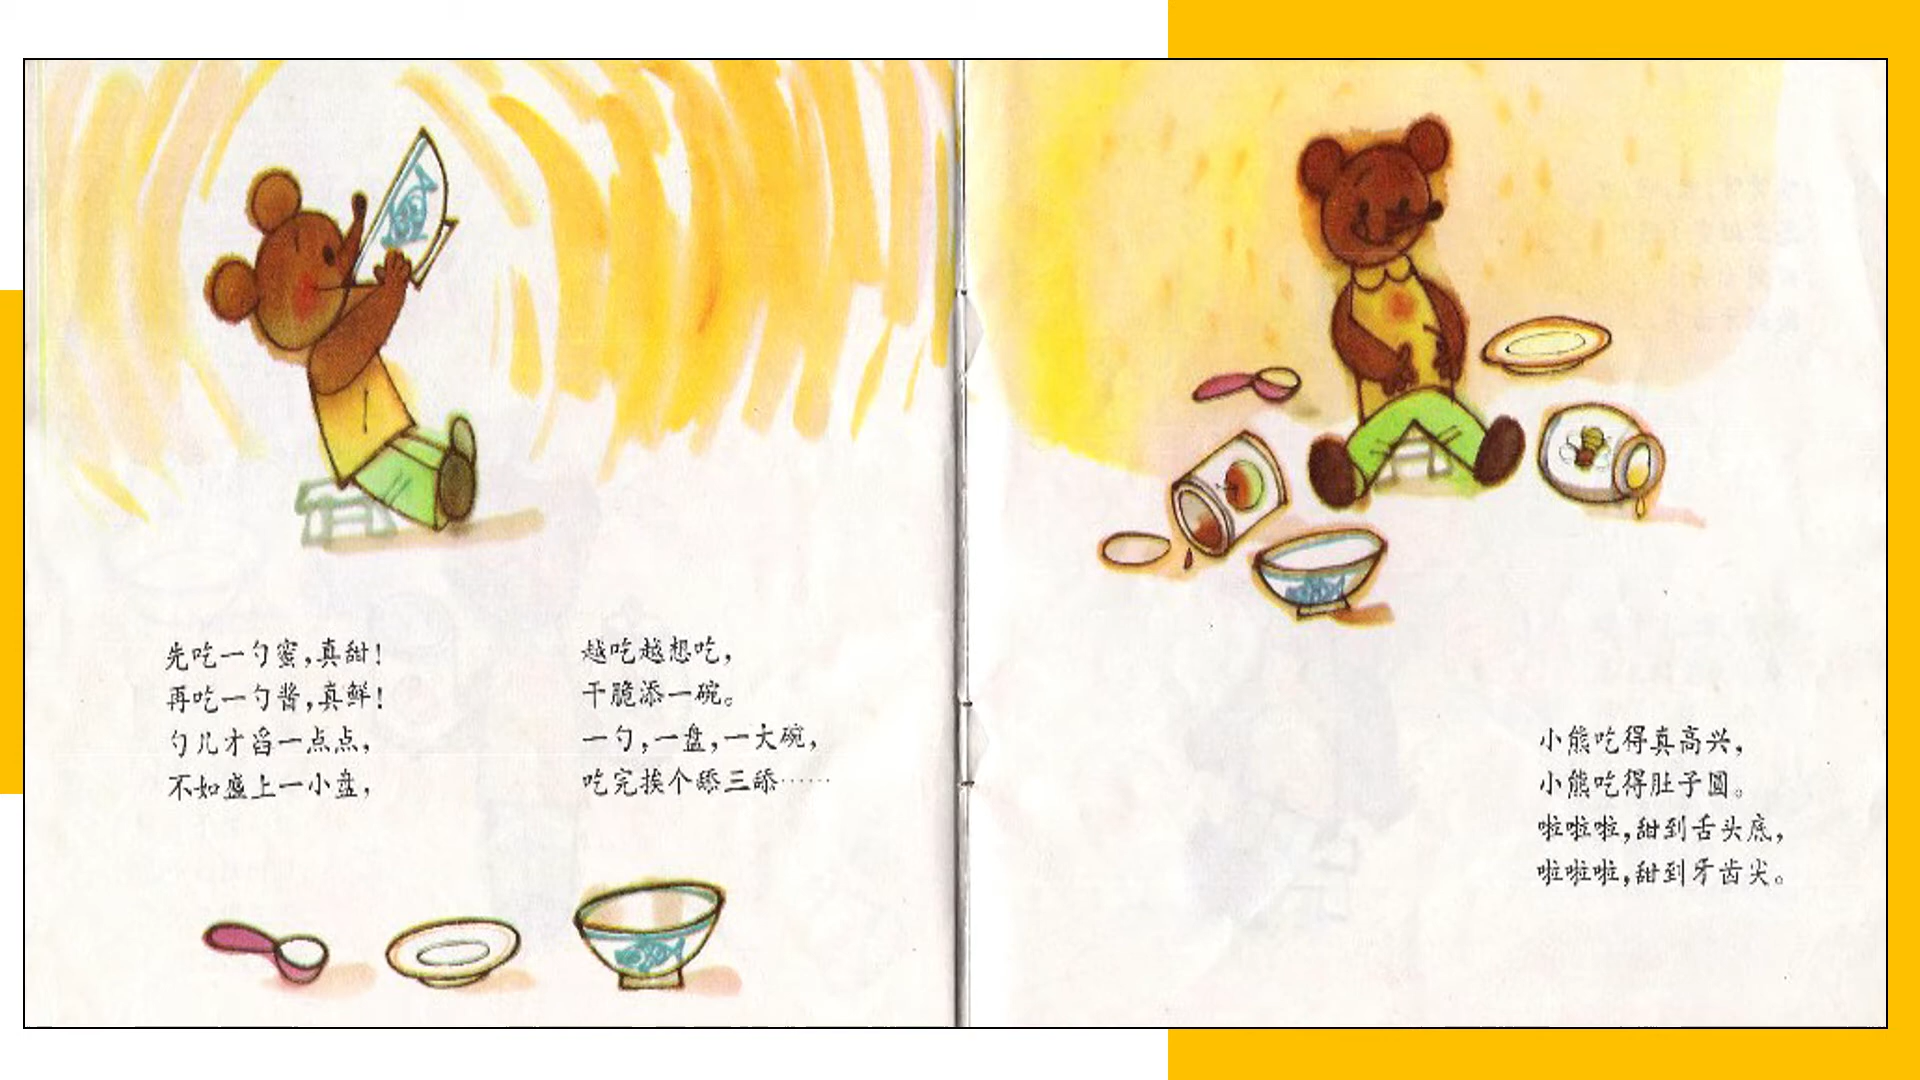 先吃一勺蜜,真甜!
再吃一勺酱,真鲜!
勺儿才舀一点点,
不如盛上一小盘,
越吃越想吃,
干脆添一碗。
一勺,一盘,一大碗,
吃完挨个舔三舔……
小熊吃得真高兴,
小熊吃得肚子圆。
啦啦啦,甜到舌头底,
啦啦啦,甜到牙齿尖。